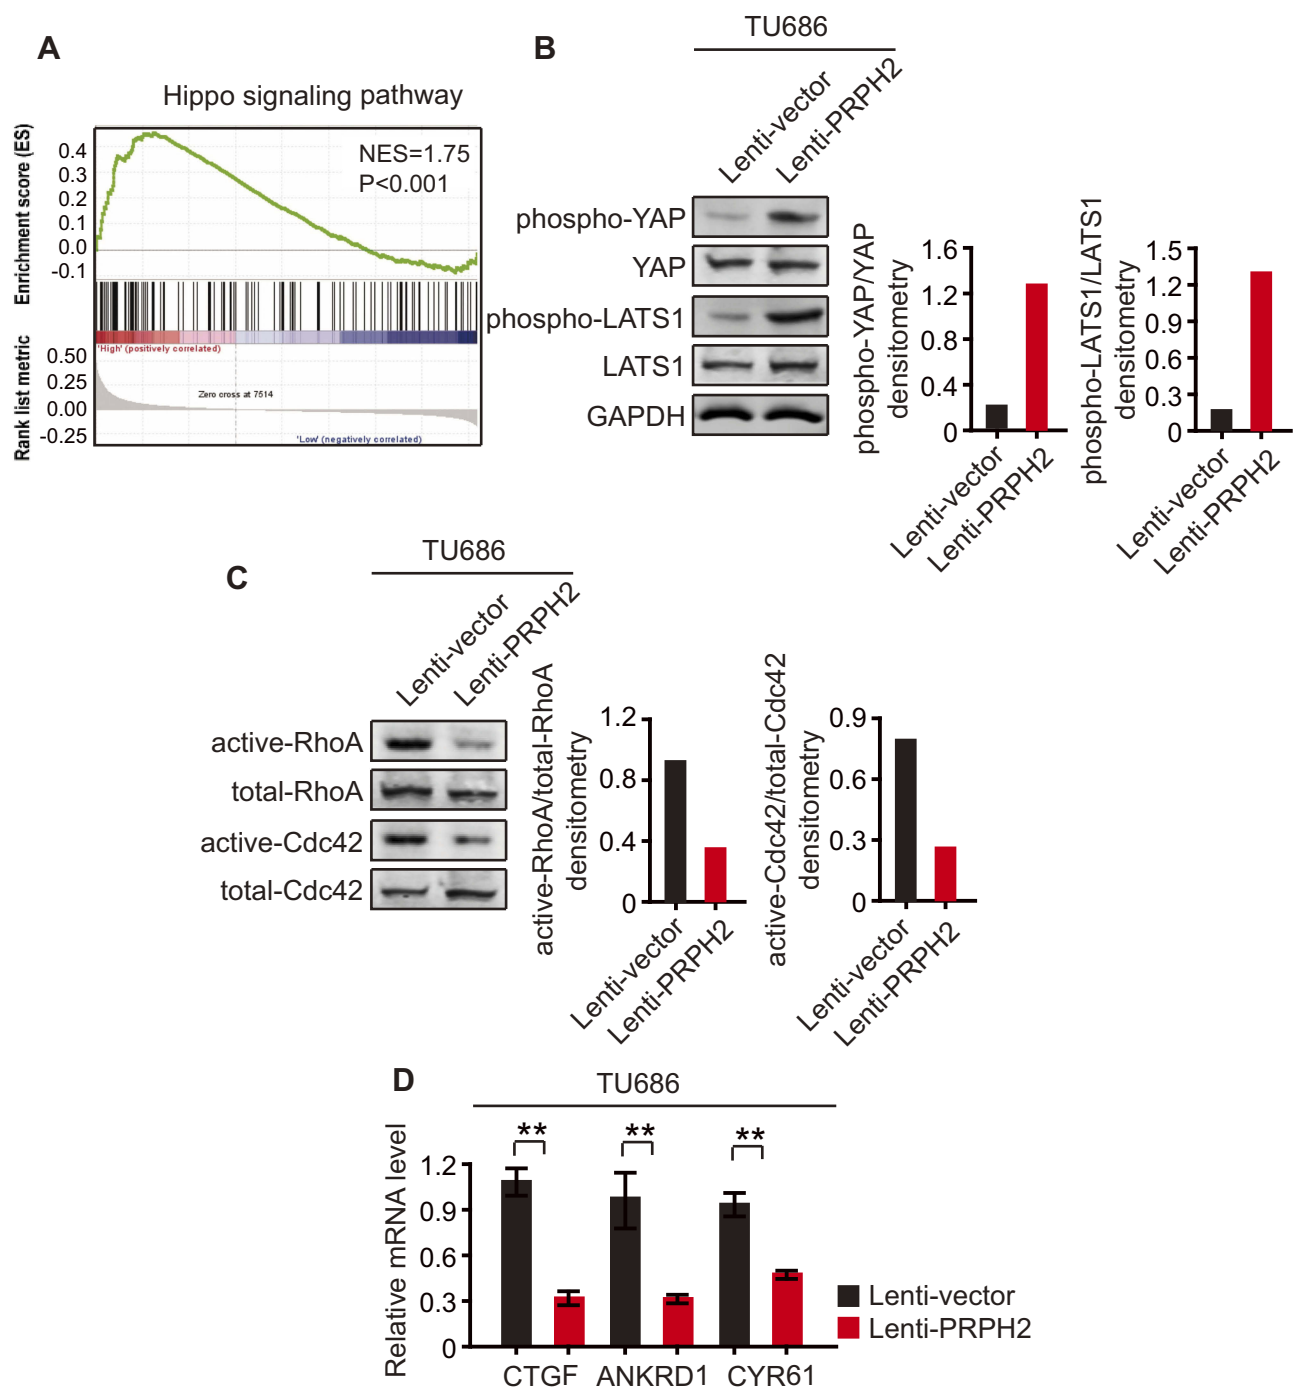 A
Hippo signaling pathway
Enrichment score (ES)
0.4
0.3
0.2
0.1
0.0
-0.1
NES=1.75
P<0.001
'High' (positively correlated)
Rank list metric
0.50
0.25
0.00
-0.25
Zero cross at 7514
'Low' (negatively correlated)
B
TU686
Lenti-vector
Lenti-PRPH2
phospho-YAP
YAP
phospho-LATS1
LATS1
GAPDH
phospho-YAP/YAP
densitometry
1.6
1.2
0.8
0.4
0
Lenti-vector
Lenti-PRPH2
phospho-LATS1/LATS1
densitometry
1.5
1.2
0.9
0.6
0.3
0
Lenti-vector
Lenti-PRPH2
C
TU686
Lenti-vector
Lenti-PRPH2
active-RhoA
total-RhoA
active-Cdc42
total-Cdc42
active-RhoA/total-RhoA
densitometry
1.2
0.8
0.4
0
Lenti-vector
Lenti-PRPH2
active-Cdc42/total-Cdc42
densitometry
0.9
0.6
0.3
0
Lenti-vector
Lenti-PRPH2
D
TU686
Relative mRNA level
1.2
0.9
0.6
0.3
0
**
**
**
CTGF
ANKRD1
CYR61
Lenti-vector
Lenti-PRPH2